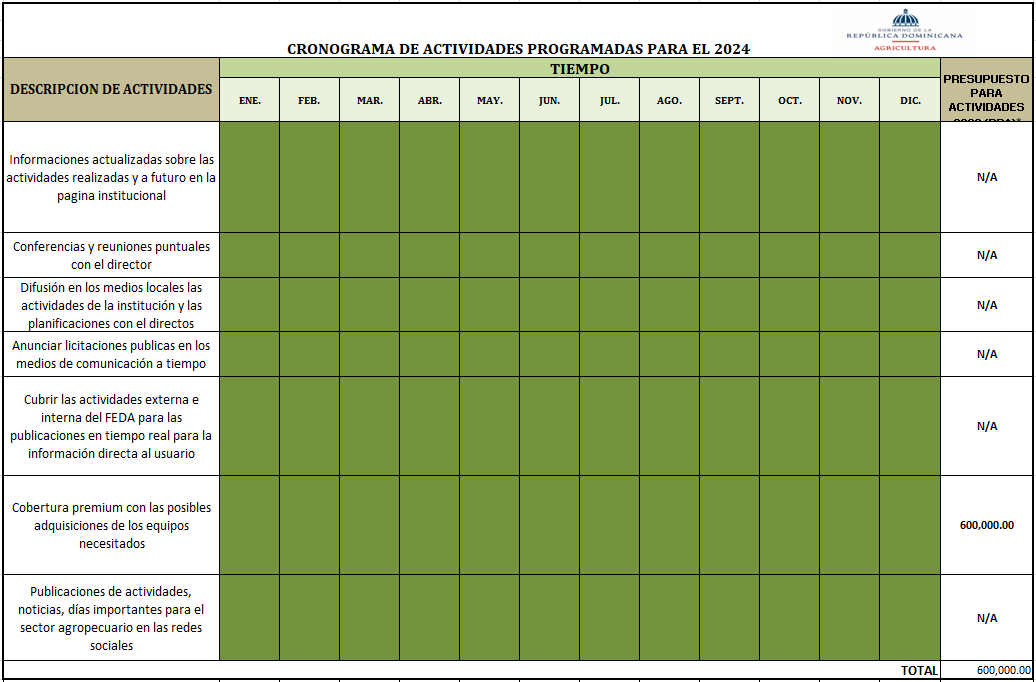 GOBIERNO DE LA
REPÚBLICA DOMINICANA
AGRICULTURA
CRONOGRAMA DE ACTIVIDADES PROGRAMADAS PARA EL 2024
DESCRIPCION DE ACTIVIDADES
TIEMPO
PRESUPUESTO
PARA
ACTIVIDADES
ENE. FEB. MAR. ABR. MAY. JUN. JUL. AGO. SEPT. OCT. NOV. DIC.
Informaciones actualizadas sobre las
actividades realizadas y a futuro en la
pagina institucional
N/A
Conferencias y reuniones puntuales
con el director
N/A
Difusión en los medios locales las
actividades de la institución y las
planificaciones con el directos
N/A
Anunciar licitaciones publicas en los
medios de comunicación a tiempo
N/A
Cubrir las actividades externa e
interna del FEDA para las
publicaciones en tiempo real para la
información directa al usuario
N/A
Cobertura premium con las posibles
adquisiciones de los equipos
necesitados
600,000.00
Publicaciones de actividades,
noticias, días importantes para el
sector agropecuario en las redes
sociales
N/A
TOTAL 600,000.00